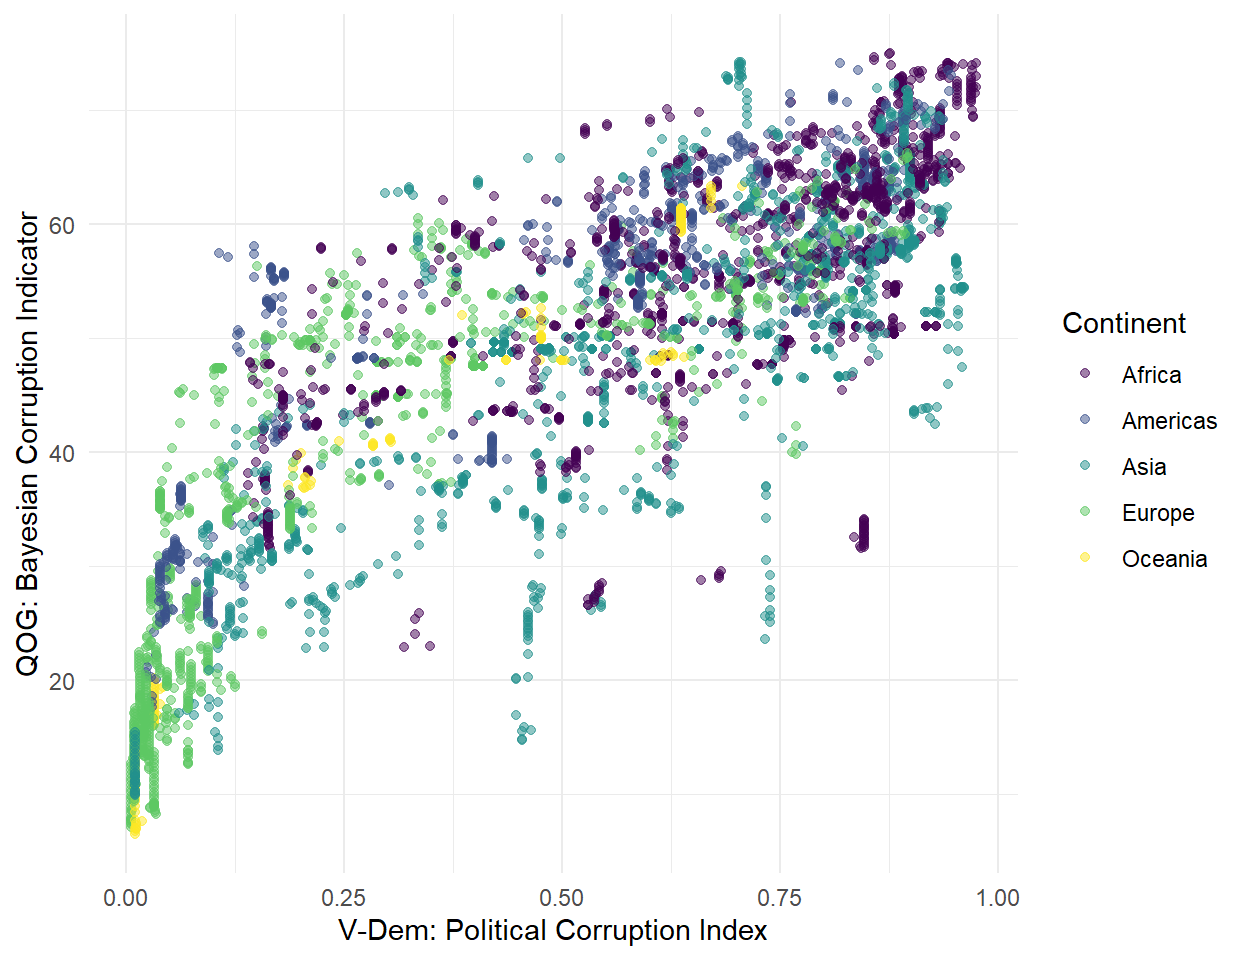 QOG: Bayesian Corruption Indicator
60
40
20
0.00 0.25 0.50 0.75 1.00
V-Dem: Political Corruption Index
Continent
Africa
Americas
Asia
Europe
Oceania